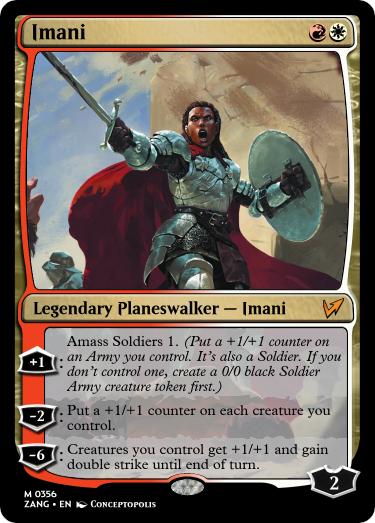 Imani
Legendary Planeswalker — Imani
+1: Amass Soldiers 1. (Put a +1/+1 counter on
an Army you control. It's also a Soldier. If you
don't control one, create a 0/0 black Soldier
Army creature token first.)
-2: Put a +1/+1 counter on each creature you
control.
-6: Creatures you control get +1/+1 and gain
double strike until end of turn.
2
M 0356
ZANG • EN Conceptopolis